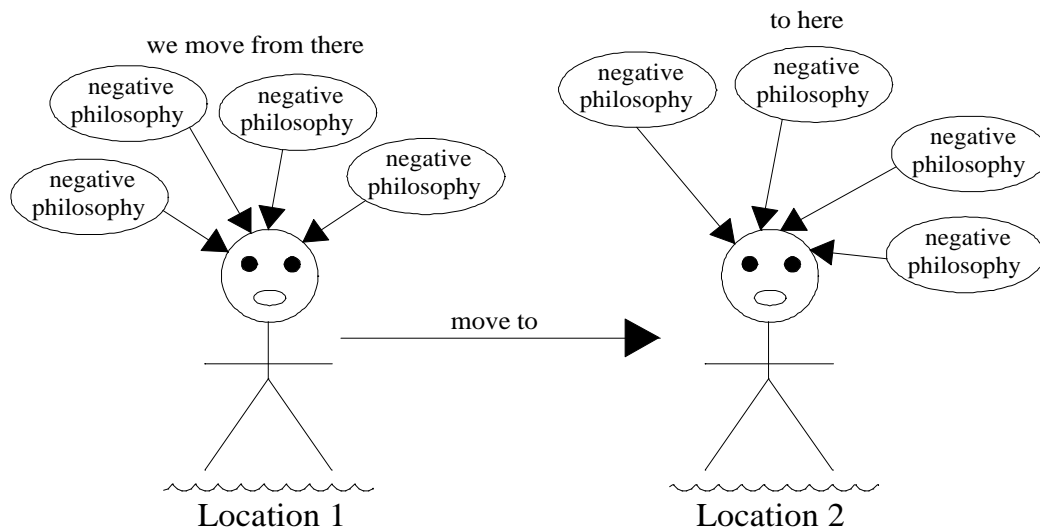 we move from there
negative
philosophy
negative
philosophy
negative
philosophy
negative
philosophy
to here
negative
philosophy
negative
philosophy
negative
philosophy
negative
philosophy
move to
Location 1
Location 2